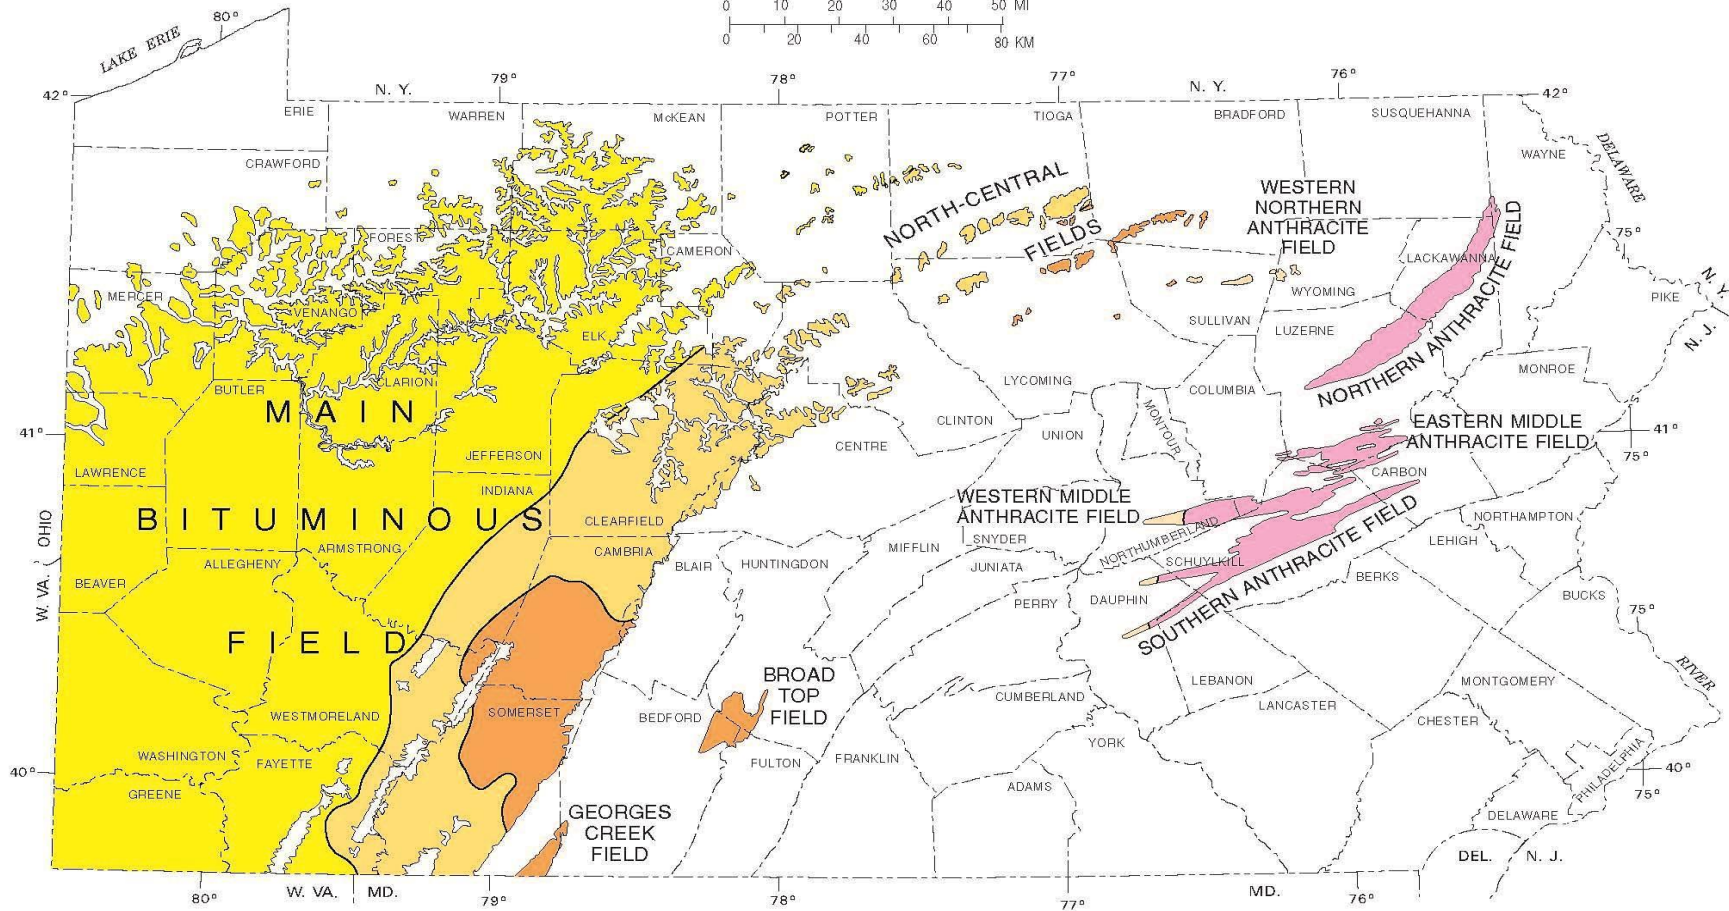 0 10 20 30 40 50 MI
0 20 40 60 80 KM
80°
LAKE ERIE
79°
78°
77°
76°
42°
N. Y.
N. Y.
42°
ERIE
WARREN
McKEAN
POTTER
TIOGA
BRADFORD
SUSQUEHANNA
WAYNE
DELAWARE
CRAWFORD
NORTH-CENTRAL
FIELDS
WESTERN
NORTHERN
ANTHRACITE
FIELD
FOREST
CAMERON
LACKAWANNA
75°
MERCER
VENANGO
WYOMING
PIKE
N. Y.
N. J.
ELK
SULLIVAN
LUZERNE
NORTHERN ANTHRACITE FIELD
BUTLER
CLARION
LYCOMING
COLUMBIA
MONROE
MAIN
CLINTON
MONTOUR
EASTERN MIDDLE
ANTHRACITE FIELD
41°
41°
75°
UNION
CENTRE
JEFFERSON
LAWRENCE
CARBON
INDIANA
WESTERN MIDDLE
ANTHRACITE FIELD
BITUMINOUS
CLEARFIELD
NORTHUMBERLAND
NORTHAMPTON
OHIO
W. VA.
ARMSTRONG
CAMBRIA
MIFFLIN
SNYDER
LEHIGH
ALLEGHENY
BLAIR
HUNTINGDON
JUNIATA
SCHUYLKILL
BEAVER
BERKS
PERRY
DAUPHIN
SOUTHERN ANTHRACITE FIELD
BUCKS
75°
FIELD
RIVER
BROAD
TOP
FIELD
LEBANON
MONTGOMERY
CUMBERLAND
WESTMORELAND
SOMERSET
BEDFORD
LANCASTER
CHESTER
WASHINGTON
FAYETTE
FULTON
FRANKLIN
YORK
PHILADELPHIA
40°
40°
75°
GREENE
ADAMS
GEORGES
CREEK
FIELD
DELAWARE
DEL.
N. J.
80°
W. VA.
MD.
79°
78°
77°
MD.
76°